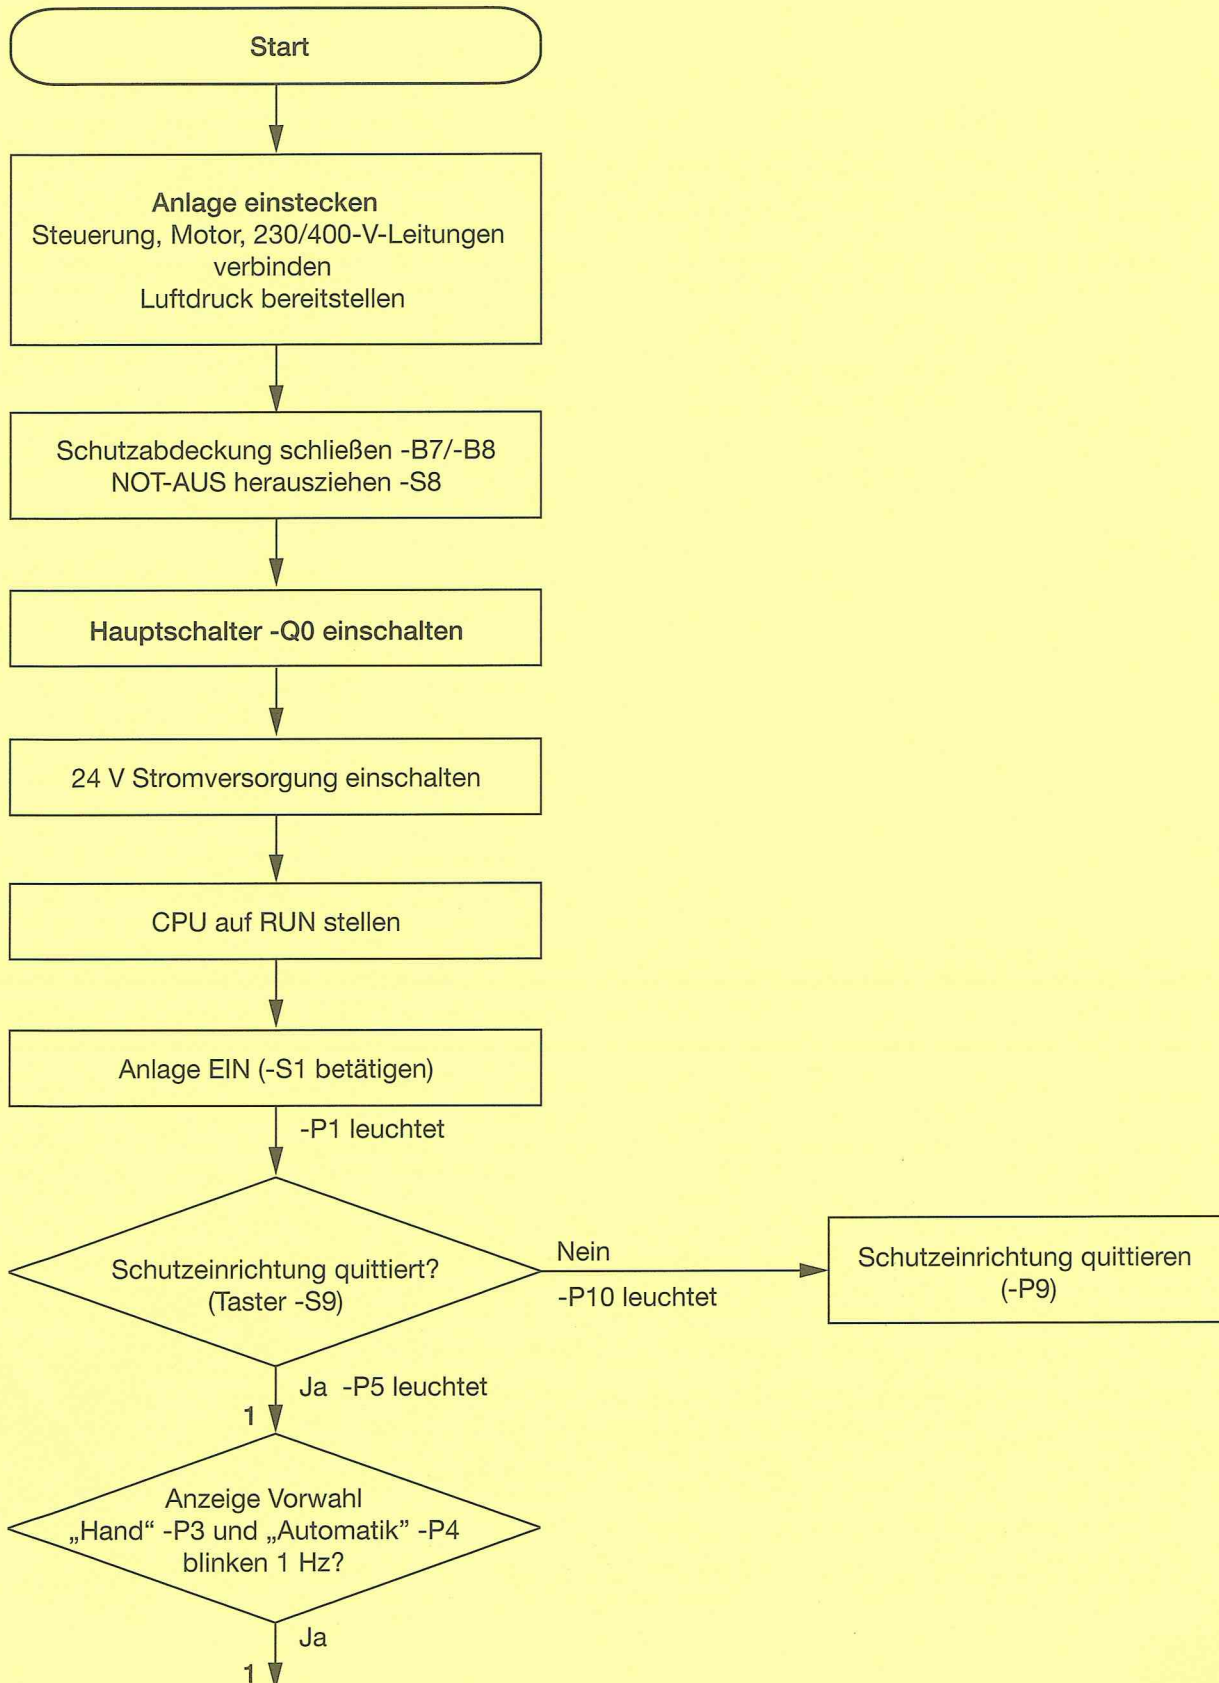 Start
Anlage einstecken
Steuerung, Motor, 230/400-V-Leitungen
verbinden
Luftdruck bereitstellen
Schutzabdeckung schließen -B7/-B8
NOT-AUS herausziehen -S8
Hauptschalter -Q0 einschalten
24 V Stromversorgung einschalten
CPU auf RUN stellen
Anlage EIN (-S1 betätigen)
-P1 leuchtet
Schutzeinrichtung quittiert?
(Taster -S9)
Nein
-P10 leuchtet
Schutzeinrichtung quittieren
(-P9)
Ja -P5 leuchtet
1
Anzeige Vorwahl
„Hand“ -P3 und „Automatik” -P4
blinken 1 Hz?
Ja
1